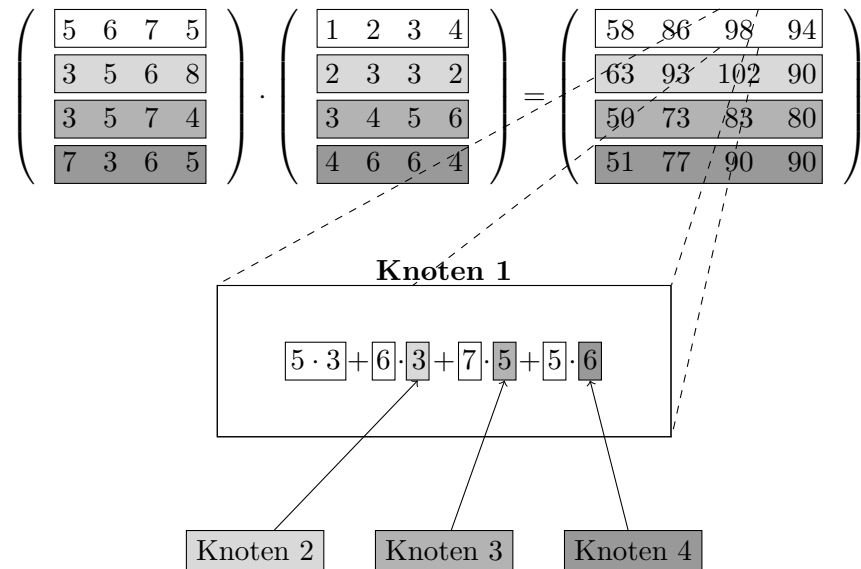 5 6 7 5 1 2 3 4 58 86 98 94
3 5 6 8 2 3 3 2 63 93 102 90
· =
3 5 7 4 3 4 5 6 50 73 83 80
7 3 6 5 4 6 6 4 51 77 90 90
Knoten 1
5 · 3 + 6 · 3 + 7 · 5 + 5 · 6
Knoten 2 Knoten 3 Knoten 4